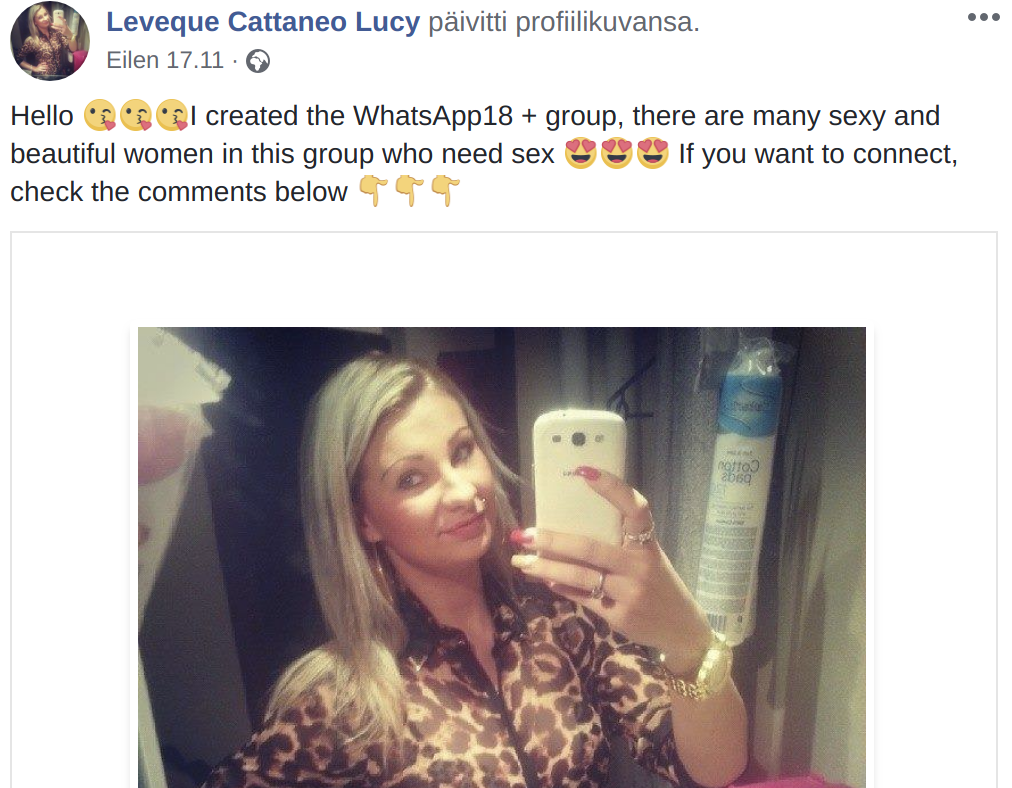 Leveque Cattaneo Lucy päivitti profiilikuvansa.
Eilen 17.11 ·
Hello 😘😘😘I created the WhatsApp18 + group, there are many sexy and
beautiful women in this group who need sex 😍😍😍 If you want to connect,
check the comments below 👇👇👇
Cotton
pads